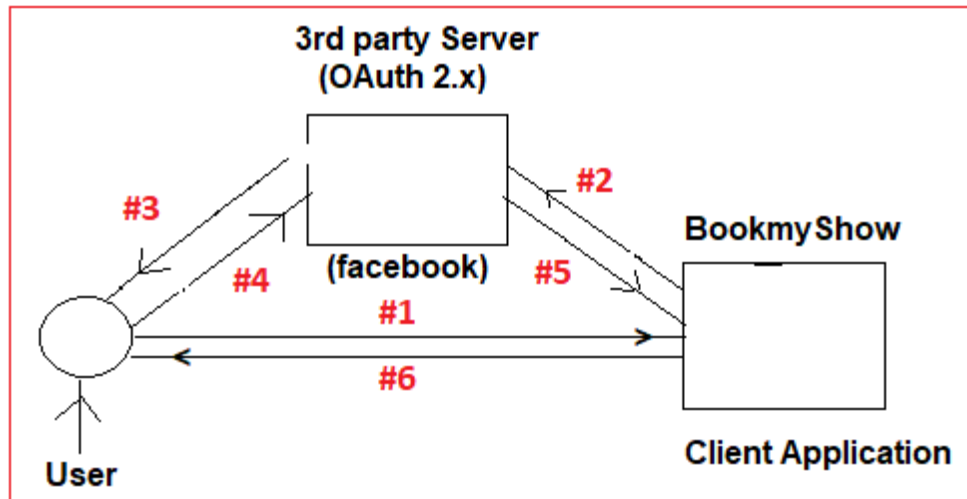 3rd party Server
(OAuth 2.x)
#3
#2
BookmyShow
(facebook)
#4
#5
#1
#6
Client Application
User